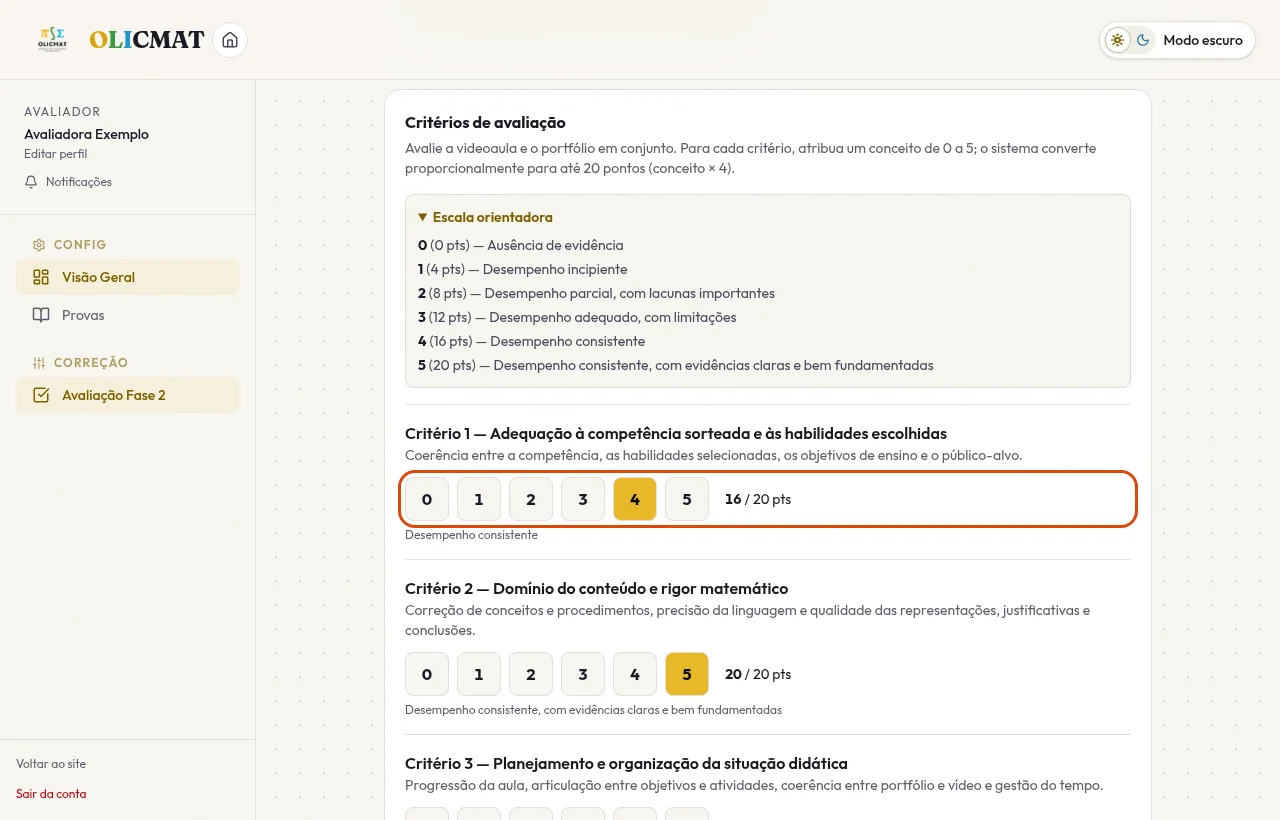 πSΣ
OLICMAT
OLICMAT
Modo escuro
AVALIADOR
Avaliadora Exemplo
Editar perfil
Notificações
CONFIG
Visão Geral
Provas
CORREÇÃO
Avaliação Fase 2
Voltar ao site
Sair da conta
Critérios de avaliação
Avalie a videoaula e o portfólio em conjunto. Para cada critério, atribua um conceito de 0 a 5; o sistema converte
proporcionalmente para até 20 pontos (conceito × 4).
▼ Escala orientadora
0 (0 pts) — Ausência de evidência
1 (4 pts) — Desempenho incipiente
2 (8 pts) — Desempenho parcial, com lacunas importantes
3 (12 pts) — Desempenho adequado, com limitações
4 (16 pts) — Desempenho consistente
5 (20 pts) — Desempenho consistente, com evidências claras e bem fundamentadas
Critério 1 — Adequação à competência sorteada e às habilidades escolhidas
Coerência entre a competência, as habilidades selecionadas, os objetivos de ensino e o público-alvo.
0 1 2 3 4 5 16 / 20 pts
Desempenho consistente
Critério 2 — Domínio do conteúdo e rigor matemático
Correção de conceitos e procedimentos, precisão da linguagem e qualidade das representações, justificativas e
conclusões.
0 1 2 3 4 5 20 / 20 pts
Desempenho consistente, com evidências claras e bem fundamentadas
Critério 3 — Planejamento e organização da situação didática
Progressão da aula, articulação entre objetivos e atividades, coerência entre portfólio e vídeo e gestão do tempo.